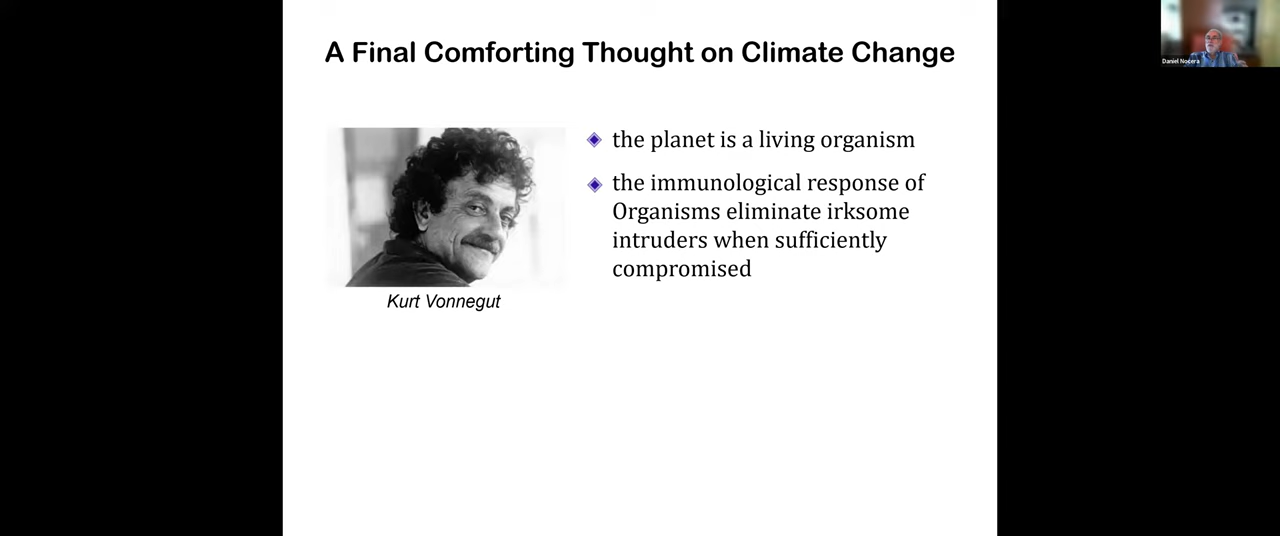 A Final Comforting Thought on Climate Change
Daniel Nocera
the planet is a living organism
the immunological response of
Organisms eliminate irksome
intruders when sufficiently
compromised
Kurt Vonnegut